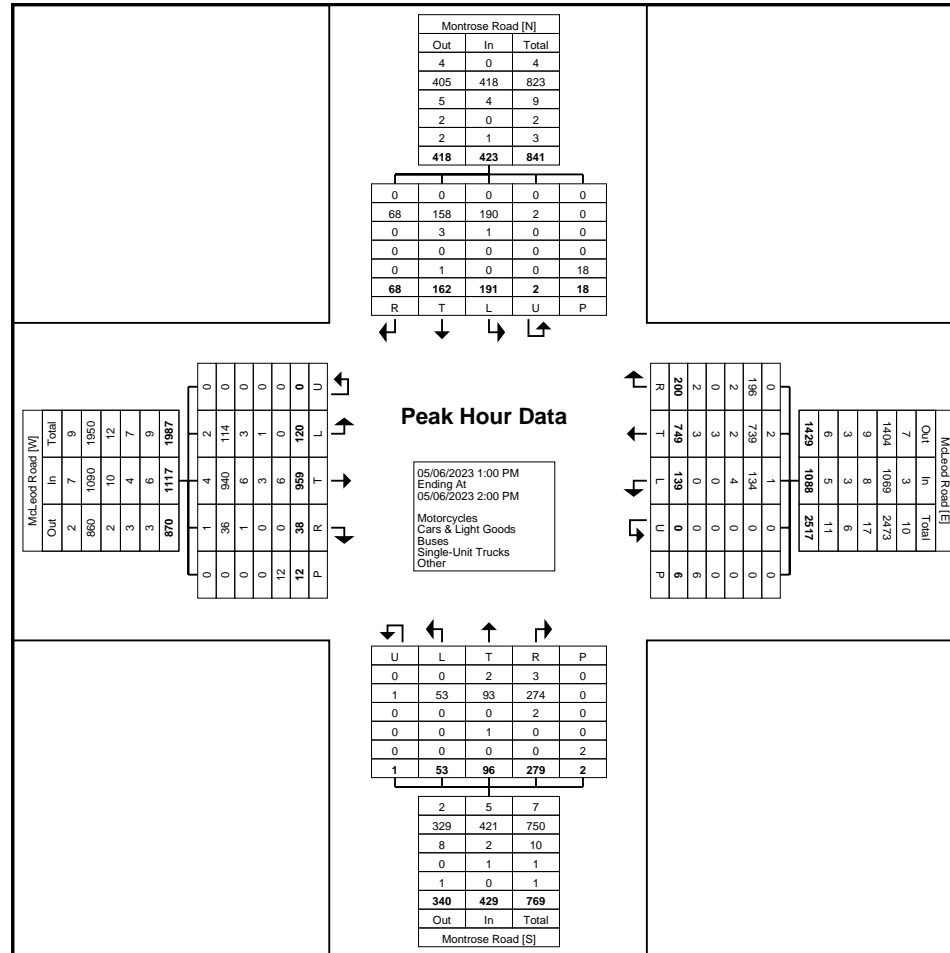 Montrose Road [N]
Out In Total
4 0 4
405 418 823
5 4 9
2 0 2
2 1 3
418 423 841
0 0 0 0 0
68 158 190 2 0
0 3 1 0 0
0 0 0 0 0
0 1 0 0 18
68 162 191 2 18
R T L U P
McLeod Road [W]
Out In Total
2 7 9
860 1090 1950
2 10 12
3 4 7
3 6 9
870 1117 1987
0 1 4 2 0
0 36 940 114 0
0 1 6 3 0
0 0 3 1 0
12 0 6 0 0
12 38 959 120 0
P R T L U
Peak Hour Data
05/06/2023 1:00 PM
Ending At
05/06/2023 2:00 PM
Motorcycles
Cars & Light Goods
Buses
Single-Unit Trucks
Other
McLeod Road [E]
Out In Total
7 3 10
1404 1069 2473
9 8 17
3 3 6
6 5 11
1429 1088 2517
0 2 1 0 0
196 739 134 0 0
2 2 4 0 0
0 3 0 0 0
2 3 0 0 6
200 749 139 0 6
R T L U P
U L T R P
0 0 2 3 0
1 53 93 274 0
0 0 0 2 0
0 0 1 0 0
0 0 0 0 2
1 53 96 279 2
2 5 7
329 421 750
8 2 10
0 1 1
1 0 1
340 429 769
Out In Total
Montrose Road [S]